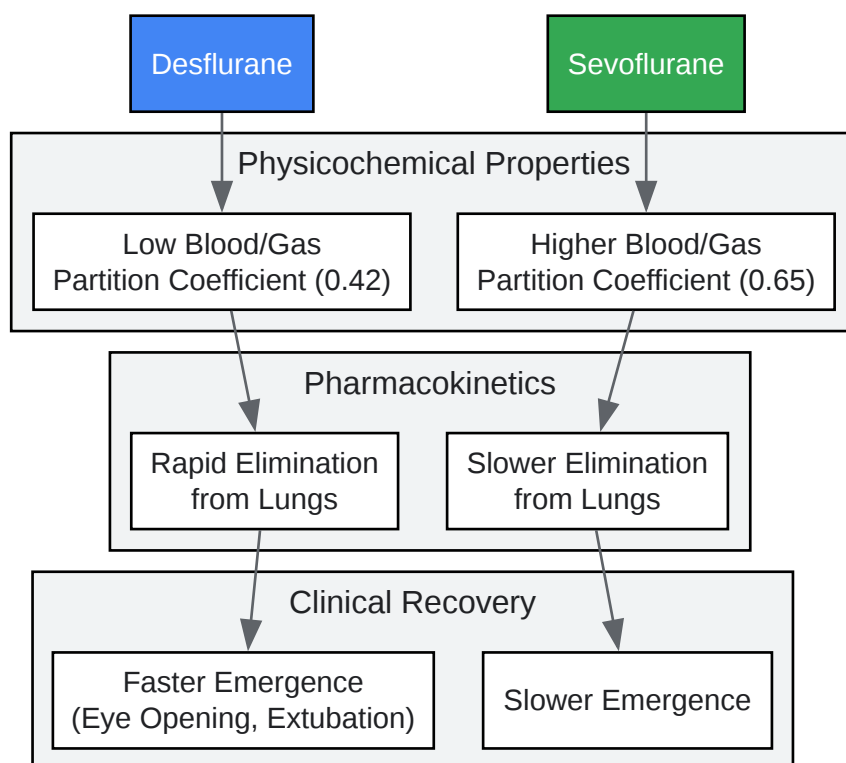 Desflurane
Sevoflurane
Physicochemical Properties
Low Blood/Gas
Partition Coefficient (0.42)
Higher Blood/Gas
Partition Coefficient (0.65)
Pharmacokinetics
Rapid Elimination
from Lungs
Slower Elimination
from Lungs
Clinical Recovery
Faster Emergence
(Eye Opening, Extubation)
Slower Emergence